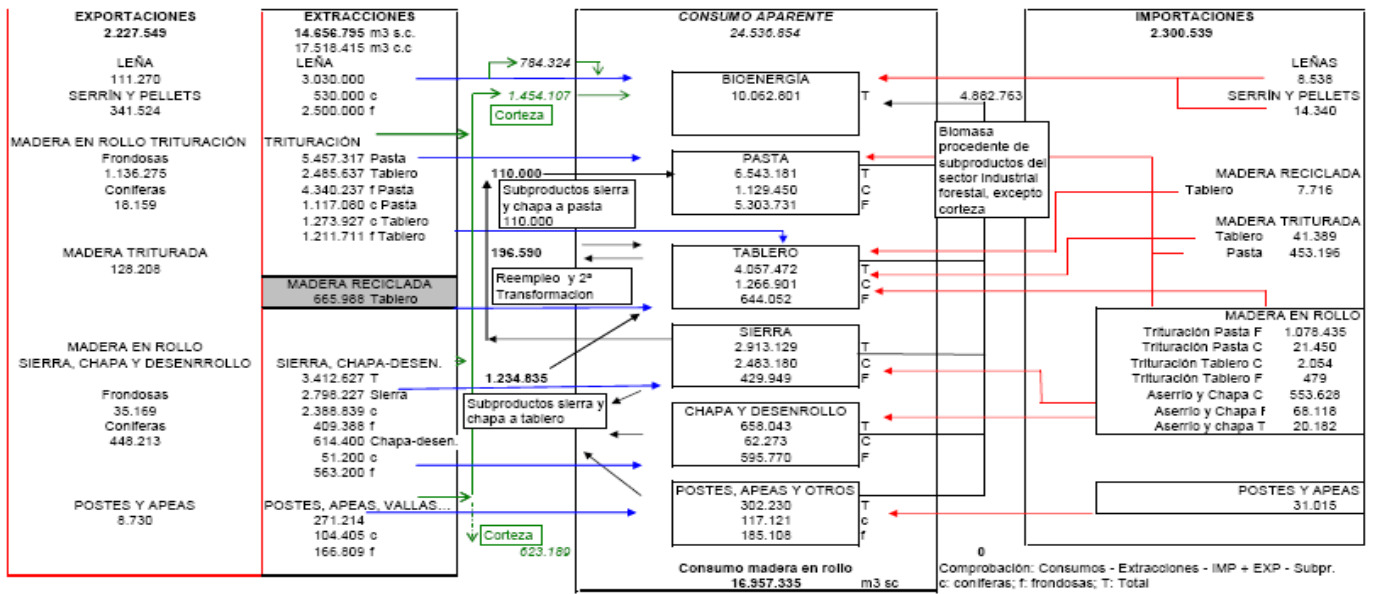 EXPORTACIONES
2.227.549
LEÑA
111.270
SERRÍN Y PELLETS
341.524
MADERA EN ROLLO TRITURACIÓN
Frondosas
1.136.275
Coníferas
18.159
MADERA TRITURADA
128.208
MADERA EN ROLLO
SIERRA, CHAPA Y DESENRROLLO
Frondosas
35.169
Coníferas
448.213
POSTES Y APEAS
8.730
EXTRACCIONES
14.656.795 m3 s.c.
17.518.415 m3 c.c
LEÑA
3.030.000
530.000 c
2.500.000 f
TRITURACIÓN
5.457.317 Pasta
2.485.637 Tablero
4.340.237 f Pasta
1.117.080 c Pasta
1.273.927 c Tablero
1.211.711 f Tablero
MADERA RECICLADA
665.988 Tablero
SIERRA, CHAPA-DESEN.
3.412.627 T
2.798.227 Sierra
2.388.839 c
409.388 f
614.400 Chapa-desen.
51.200 c
563.200 f
POSTES, APEAS, VALLAS...
271.214
104.405 c
166.809 f
784.324
1.454.107
Corteza
110.000
Subproductos sierra
y chapa a pasta
110.000
196.590
Reempleo y 2ª
Transformacion
1.234.835
Subproductos sierra y
chapa a tablero
Corteza
623.189
CONSUMO APARENTE
24.536.854
BIOENERGÍA
10.062.801 T
PASTA
6.543.181 T
1.129.450 C
5.303.731 F
TABLERO
4.057.472 T
1.266.901 C
644.052 F
SIERRA
2.913.129 T
2.483.180 C
429.949 F
CHAPA Y DESENROLLO
658.043 T
62.273 C
595.770 F
POSTES, APEAS Y OTROS
302.230 T
117.121 c
185.108 f
Consumo madera en rollo
16.957.335 m3 sc
4.882.763
Biomasa
procedente de
subproductos del
sector industrial
forestal, excepto
corteza
IMPORTACIONES
2.300.539
LEÑAS
8.538
SERRÍN Y PELLETS
14.340
MADERA RECICLADA
Tablero 7.716
MADERA TRITURADA
Tablero 41.389
Pasta 453.196
MADERA EN ROLLO
Trituración Pasta F 1.078.435
Trituración Pasta C 21.450
Trituración Tablero C 2.054
Trituración Tablero F 479
Aserrio y Chapa C 553.628
Aserrio y Chapa F 68.118
Aserrio y chapa T 20.182
POSTES Y APEAS
31.015
0
Comprobación: Consumos - Extracciones - IMP + EXP - Subpr.
c: coníferas; f: frondosas; T: Total